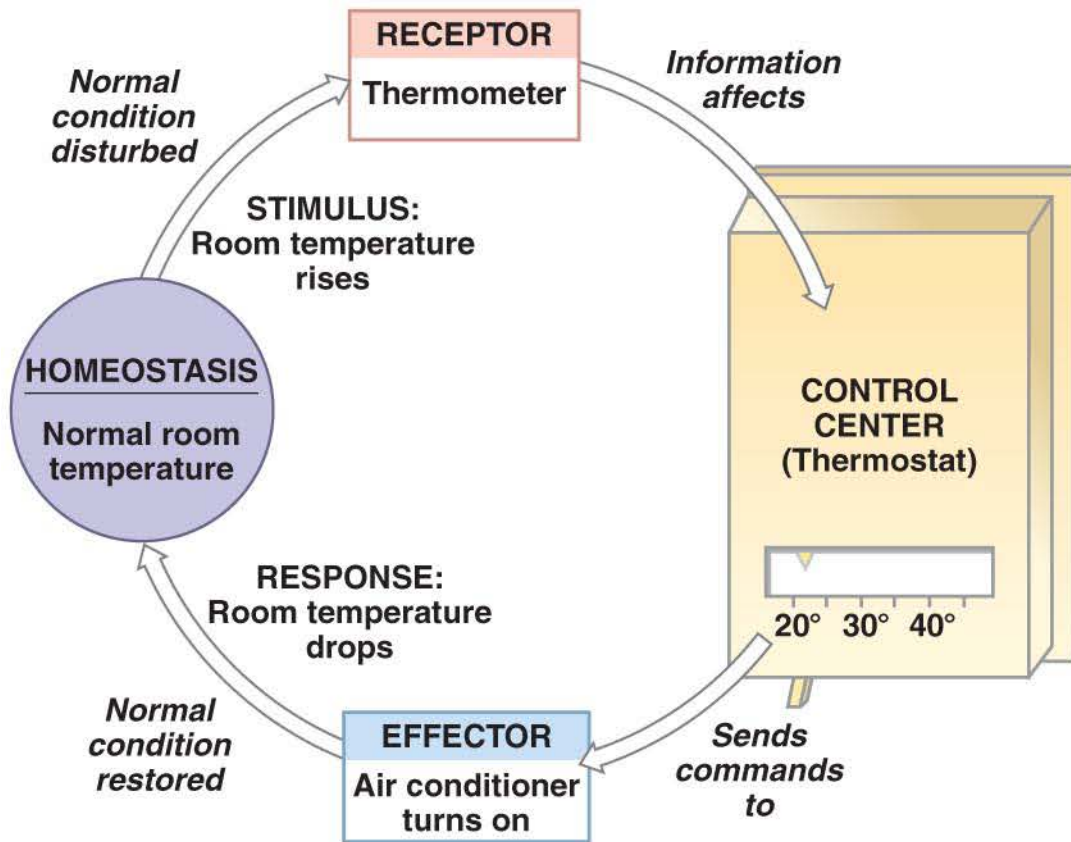 RECEPTOR
Thermometer
Normal
condition
disturbed
Information
affects
STIMULUS:
Room temperature
rises
HOMEOSTASIS
Normal room
temperature
CONTROL
CENTER
(Thermostat)
20° 30° 40°
RESPONSE:
Room temperature
drops
Normal
condition
restored
EFFECTOR
Air conditioner
turns on
Sends
commands
to